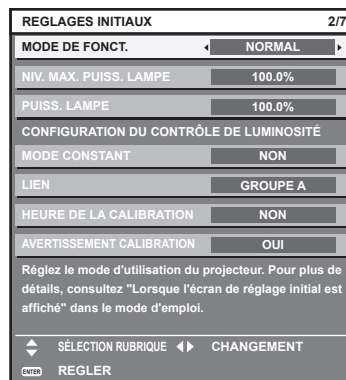 REGLAGES INITIAUX 2/7
MODE DE FONCT. NORMAL
NIV. MAX. PUISS. LAMPE 100.0%
PUISS. LAMPE 100.0%
CONFIGURATION DU CONTRÔLE DE LUMINOSITÉ
MODE CONSTANT NON
LIEN GROUPE A
HEURE DE LA CALIBRATION NON
AVERTISSEMENT CALIBRATION OUI
Réglez le mode d'utilisation du projecteur. Pour plus de
détails, consultez "Lorsque l'écran de réglage initial est
affiché" dans le mode d'emploi.
SÉLECTION RUBRIQUE CHANGEMENT
ENTER REGLER